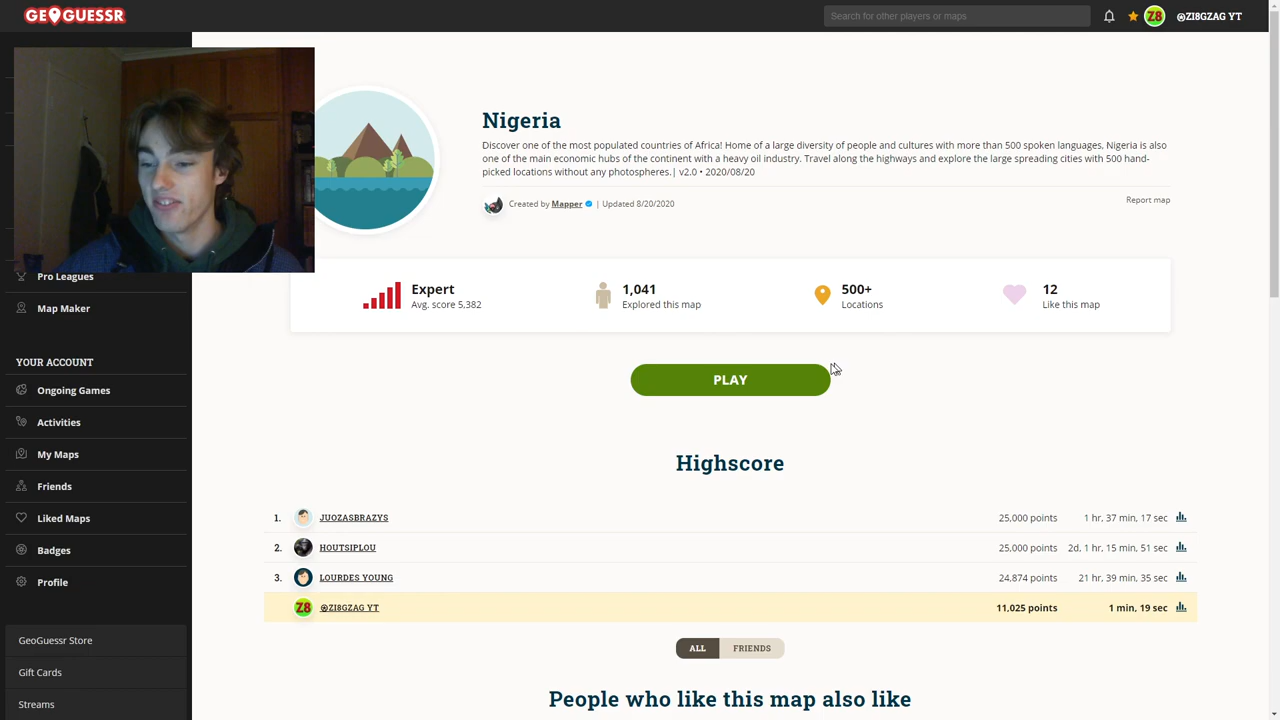 GEOGUESSR
Search for other players or maps
Z8
@ZI8GZAG YT
Nigeria
Discover one of the most populated countries of Africa! Home of a large diversity of people and cultures with more than 500 spoken languages, Nigeria is also
one of the main economic hubs of the continent with a heavy oil industry. Travel along the highways and explore the large spreading cities with 500 hand-
picked locations without any photospheres.| v2.0 • 2020/08/20
Created by Mapper | Updated 8/20/2020
Report map
Pro Leagues
Map Maker
YOUR ACCOUNT
Ongoing Games
Activities
My Maps
Friends
Liked Maps
Badges
Profile
GeoGuessr Store
Gift Cards
Streams
Expert
Avg. score 5,382
1,041
Explored this map
500+
Locations
12
Like this map
PLAY
Highscore
1. JUOZASBRAZYS 25,000 points 1 hr, 37 min, 17 sec
2. HOUTSIPLOU 25,000 points 2d, 1 hr, 15 min, 51 sec
3. LOURDES YOUNG 24,874 points 21 hr, 39 min, 35 sec
Z8 @ZI8GZAG YT 11,025 points 1 min, 19 sec
ALL FRIENDS
People who like this map also like